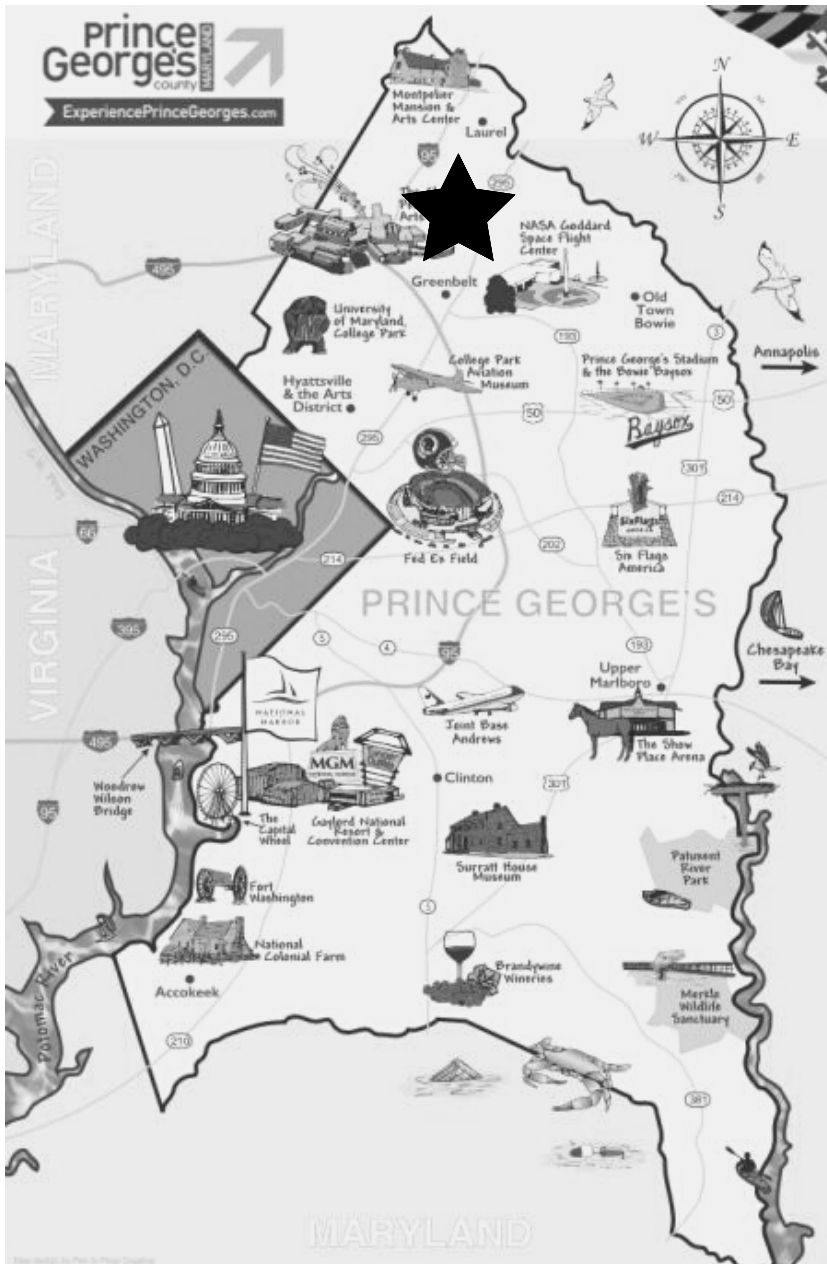 Prince
George's
county
MARYLAND
ExperiencePrinceGeorges.com
N
W
E
S
Montpelier
Mansion &
Arts Center
Laurel
95
295
The
Arts
NASA Goddard
Space Flight
Center
MARYLAND
495
Greenbelt
Old
Town
Bowie
University
of Maryland,
College Park
193
3
Annapolis
College Park
Aviation
Museum
Prince George's Stadium
& the Bowie Baysox
Hyattsville
& the Arts
District
WASHINGTON, D.C.
50
50
Baysox
295
301
214
66
Six Flags
America
Fed Ex Field
202
214
PRINCE GEORGE'S
VIRGINIA
395
295
5
4
95
193
Chesapeake
Bay
Upper
Marlboro
NATIONAL
HARBOR
Joint Base
Andrews
The Show
Place Arena
495
MGM
NATIONAL HARBOR
Woodrow
Wilson
Bridge
Clinton
301
95
The
Capital
Wheel
Gaylord National
Resort &
Convention Center
Surratt House
Museum
Patuxent
River
Park
Fort
Washington
5
National
Colonial Farm
Brandywine
Wineries
Accokeek
Merkle
Wildlife
Sanctuary
Potomac River
210
381
MARYLAND